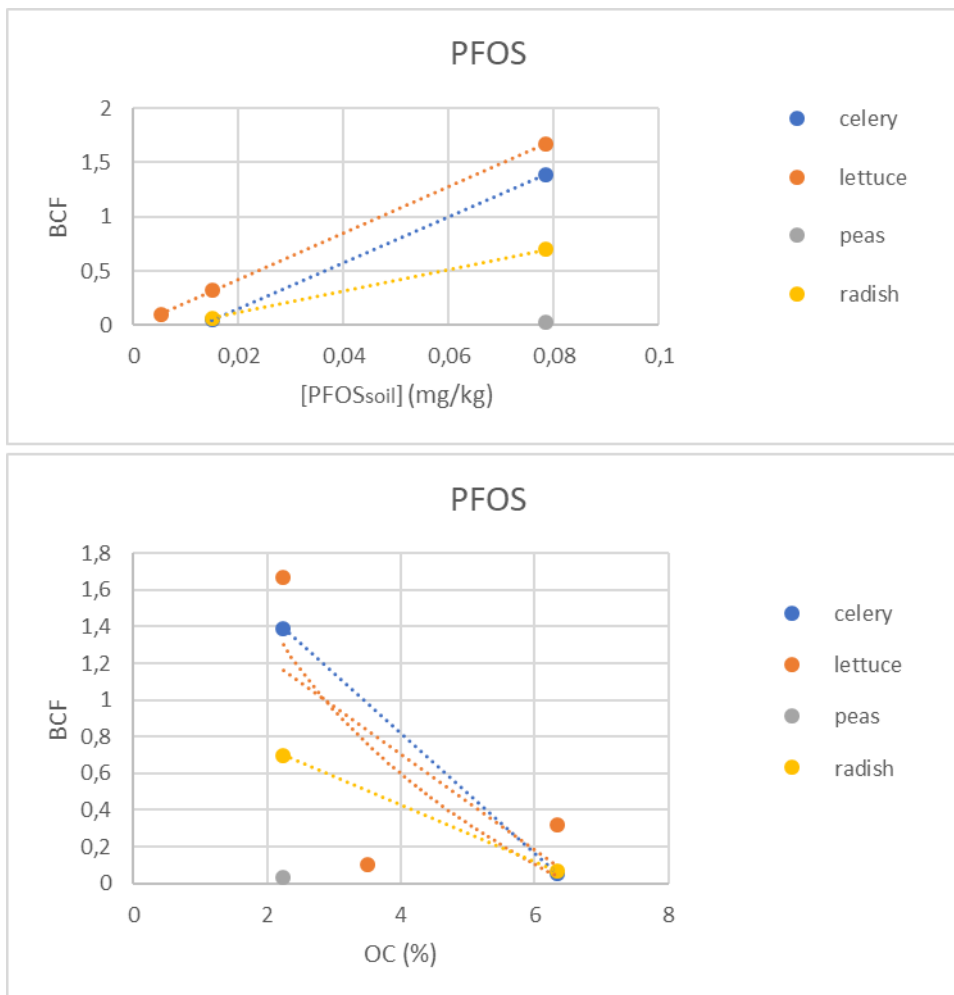 PFOS
2
1,5
1
0,5
0
BCF
0
0,02
0,04
0,06
0,08
0,1
[PFOSsoil] (mg/kg)
celery
lettuce
peas
radish
PFOS
1,8
1,6
1,4
1,2
1
0,8
0,6
0,4
0,2
0
BCF
0
2
4
6
8
OC (%)
celery
lettuce
peas
radish